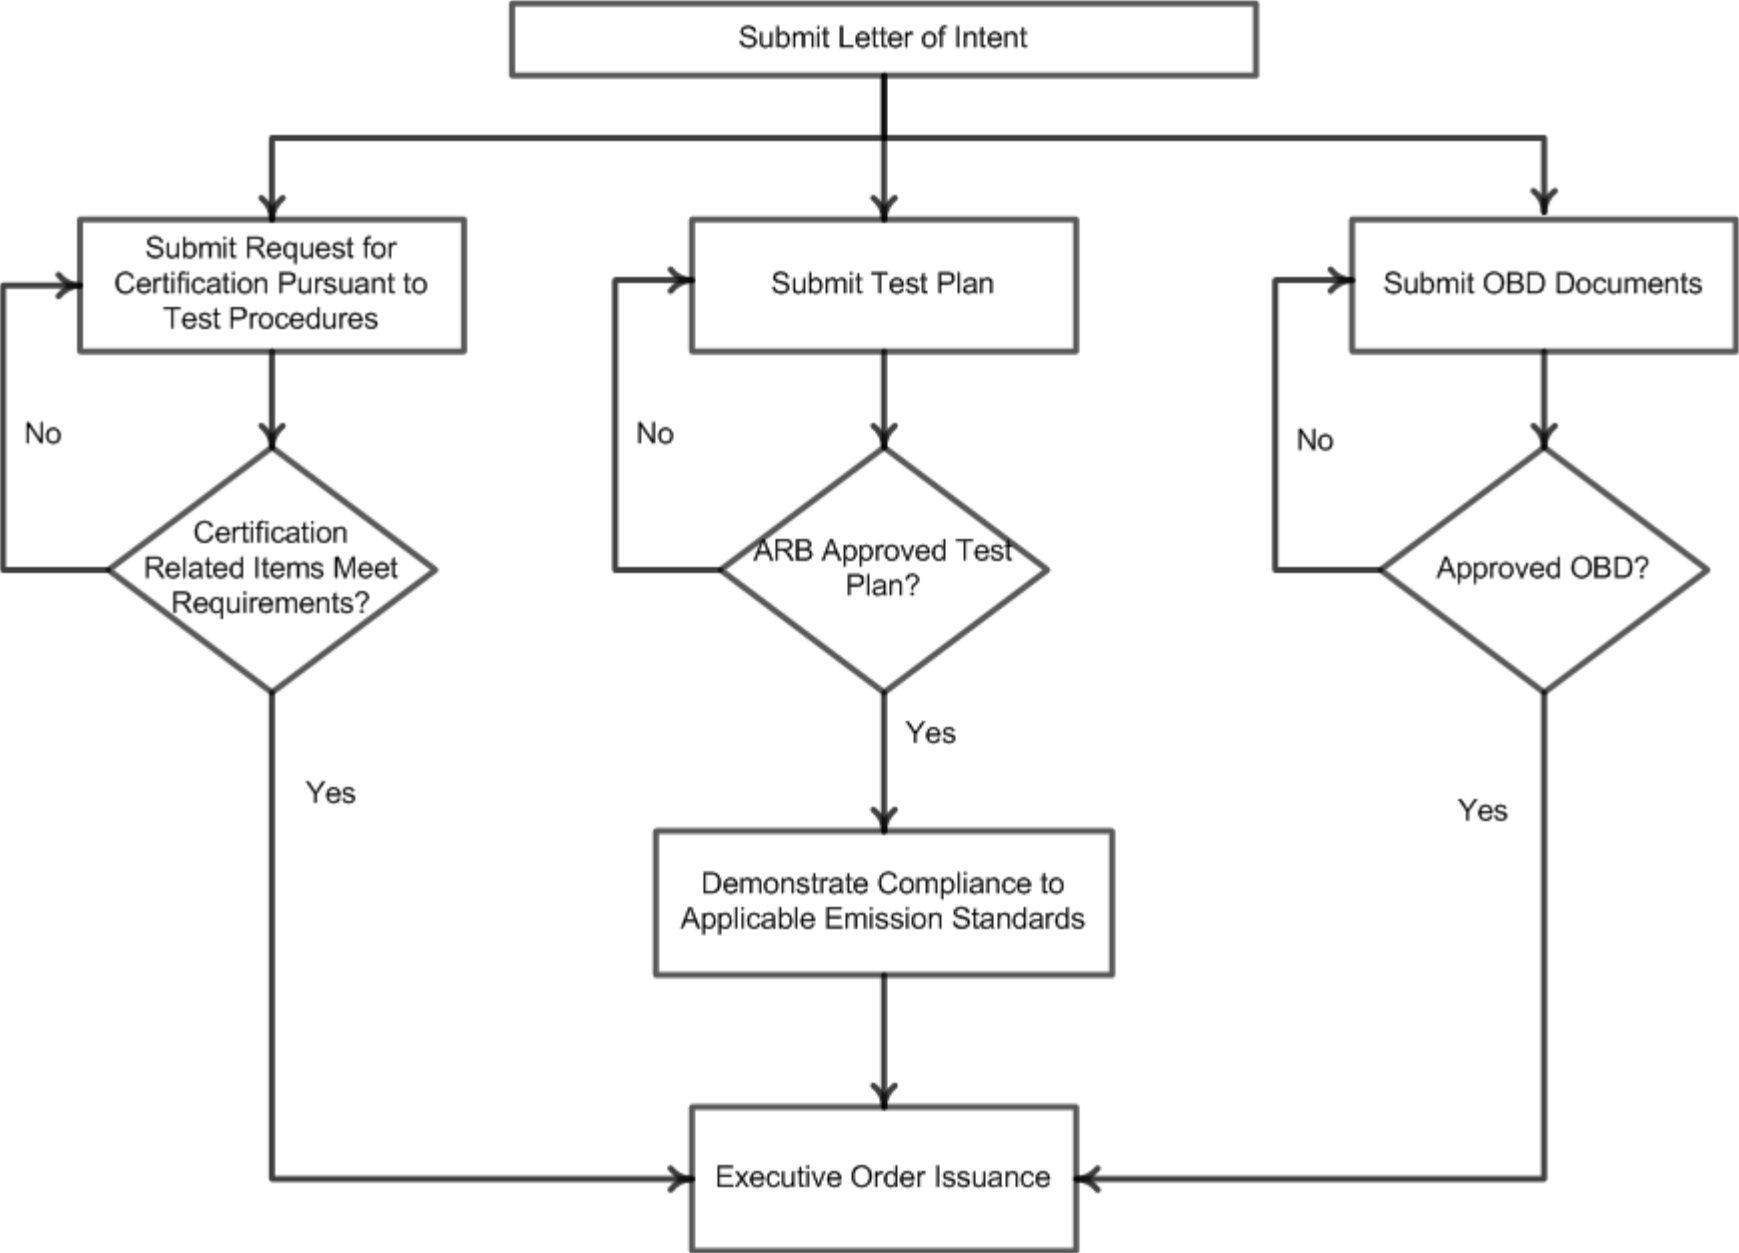 Submit Letter of Intent
Submit Request for
Certification Pursuant to
Test Procedures
Submit Test Plan
Submit OBD Documents
No
No
No
Certification
Related Items Meet
Requirements?
ARB Approved Test
Plan?
Approved OBD?
Yes
Yes
Yes
Demonstrate Compliance to
Applicable Emission Standards
Executive Order Issuance